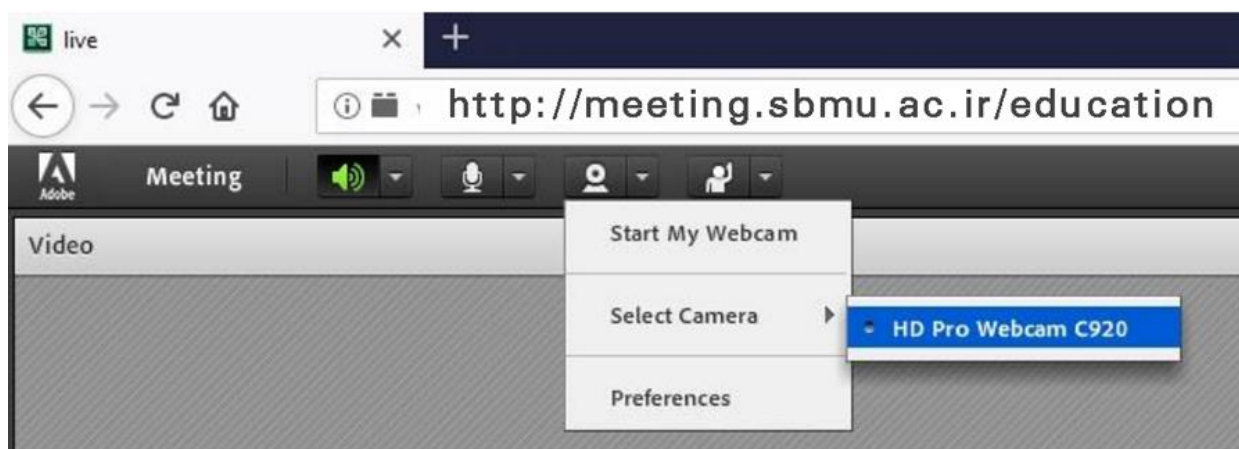 live
http://meeting.sbmu.ac.ir/education
Adobe
Meeting
Video
Start My Webcam
Select Camera
HD Pro Webcam C920
Preferences